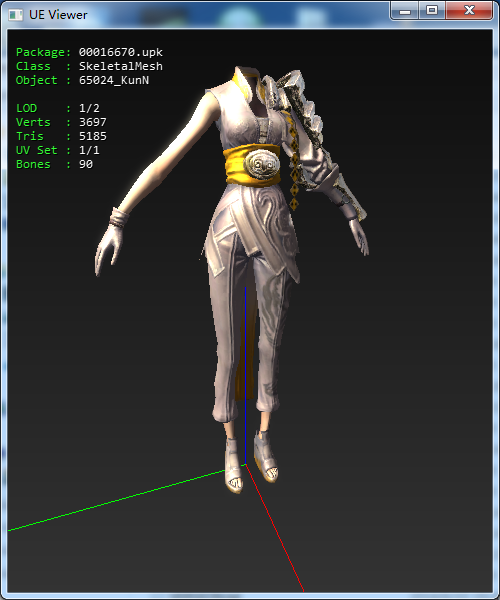 UE Viewer
Package: 00016670.upk
Class : SkeletalMesh
Object : 65024_KunN
LOD : 1/2
Verts : 3697
Tris : 5185
UV Set : 1/1
Bones : 90